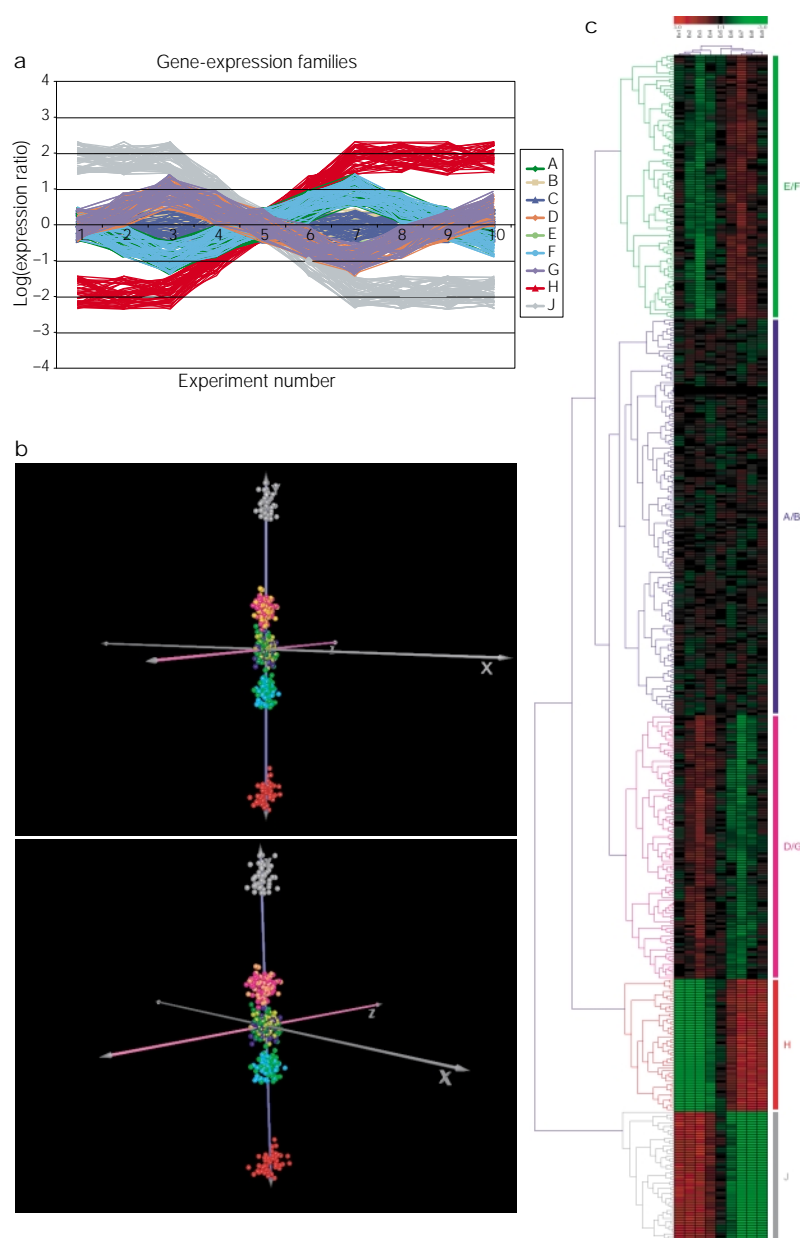 a
Gene-expression families
4
3
2
1
0
−1
−2
−3
−4
Log(expression ratio)
1 2 3 4 5 6 7 8 9 10
Experiment number
A
B
C
D
E
F
G
H
J
b
X
z
X
c
E/F
A/B
D/G
H
J